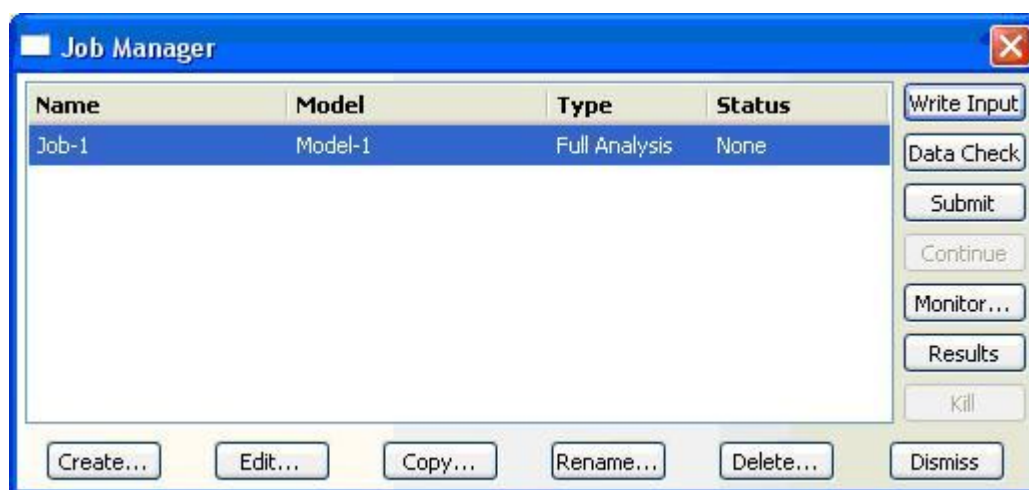 Job Manager
Name Model Type Status
Job-1 Model-1 Full Analysis None
Write Input
Data Check
Submit
Continue
Monitor...
Results
Kill
Create... Edit... Copy... Rename... Delete... Dismiss